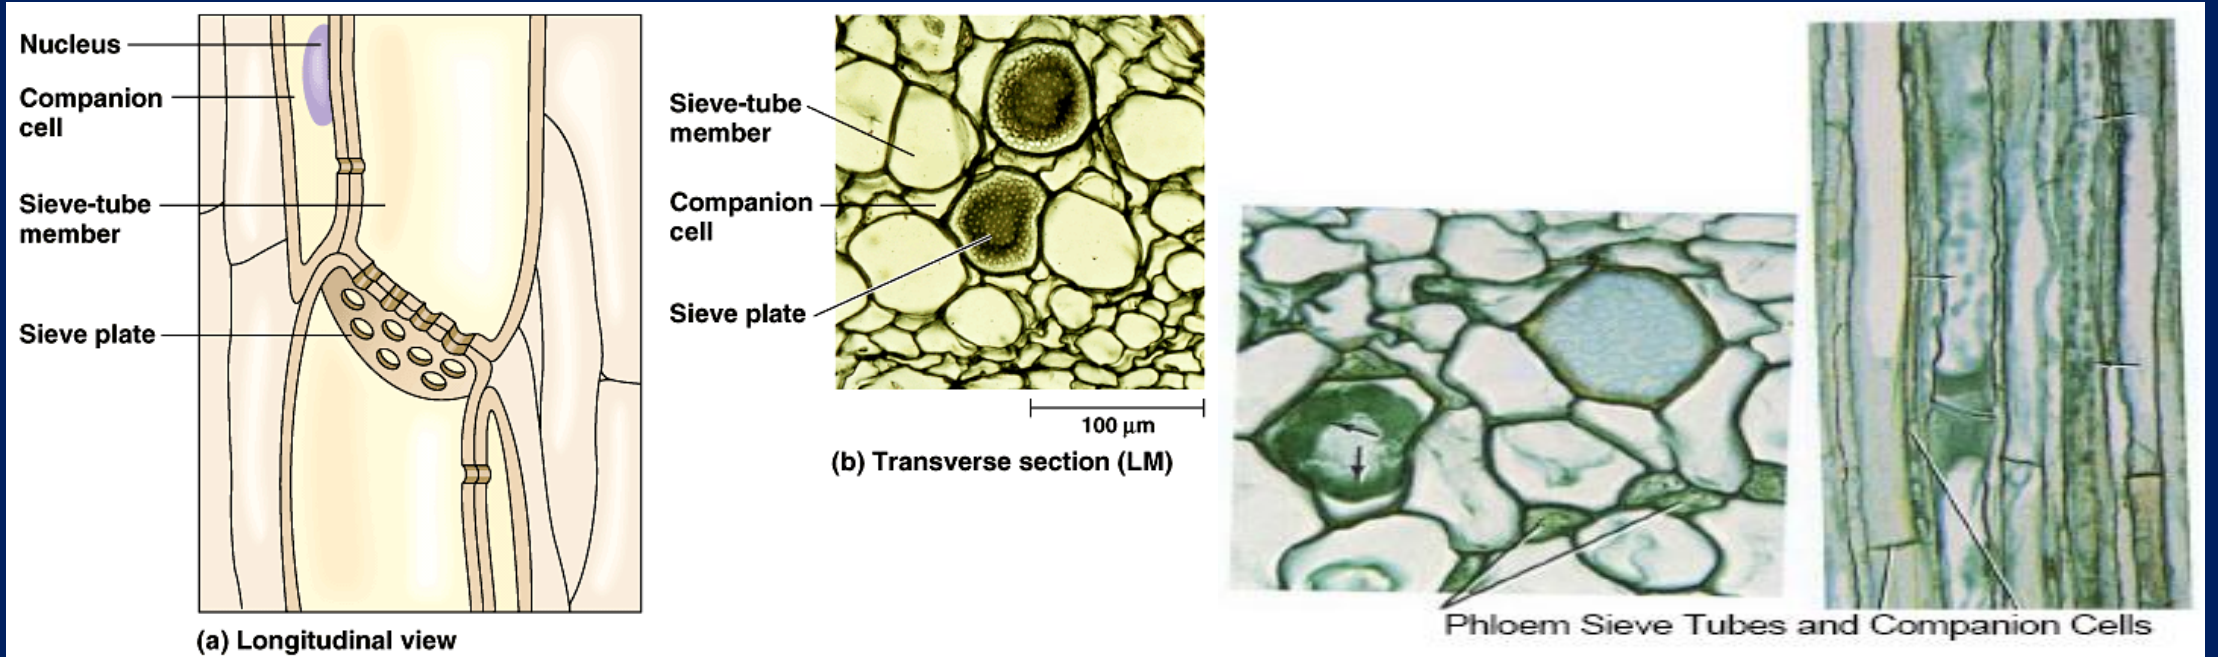 Nucleus
Companion
cell
Sieve-tube
member
Sieve plate
(a) Longitudinal view
Sieve-tube
member
Companion
cell
Sieve plate
100 μm
(b) Transverse section (LM)
Phloem Sieve Tubes and Companion Cells